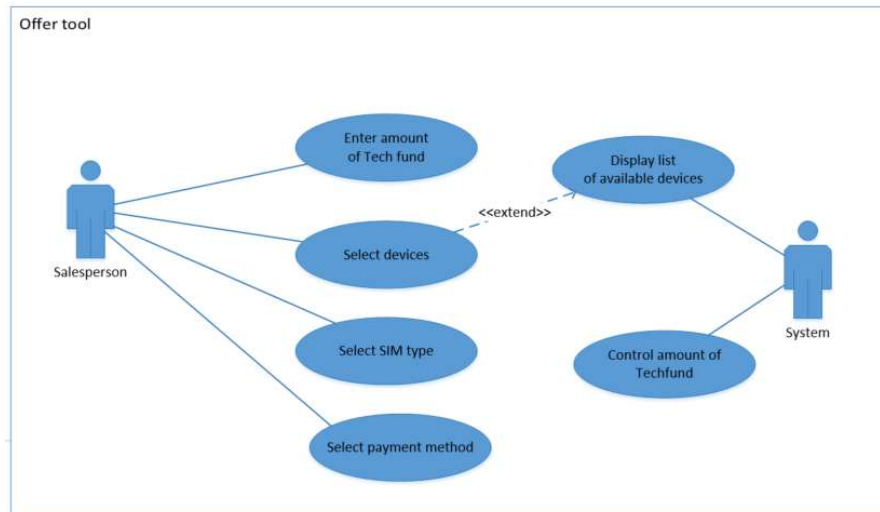 Offer tool
Enter amount
of Tech fund
Display list
of available devices
<<extend>>
Select devices
Salesperson
System
Select SIM type
Control amount of
Techfund
Select payment method